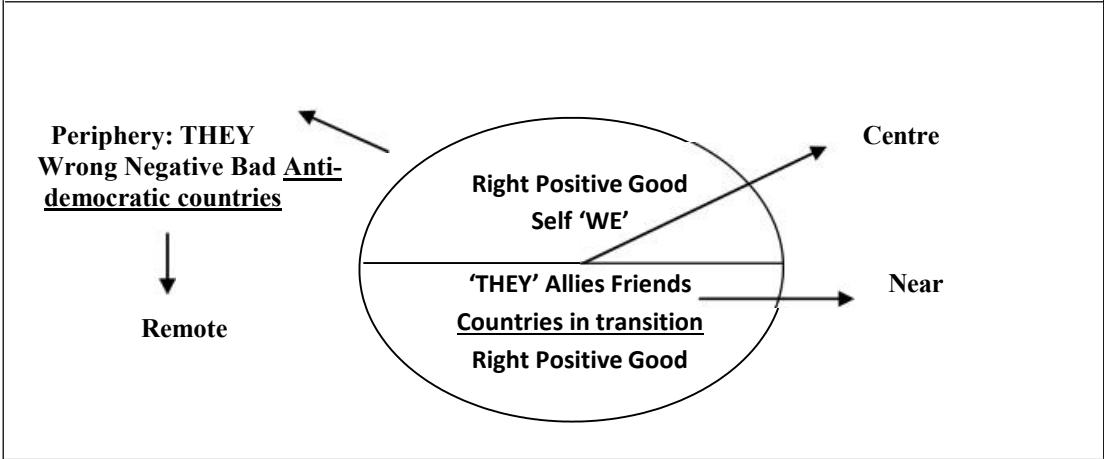 Periphery: THEY
Wrong Negative Bad Anti-
democratic countries
Remote
Right Positive Good
Self ‘WE’
‘THEY’ Allies Friends
Countries in transition
Right Positive Good
Centre
Near